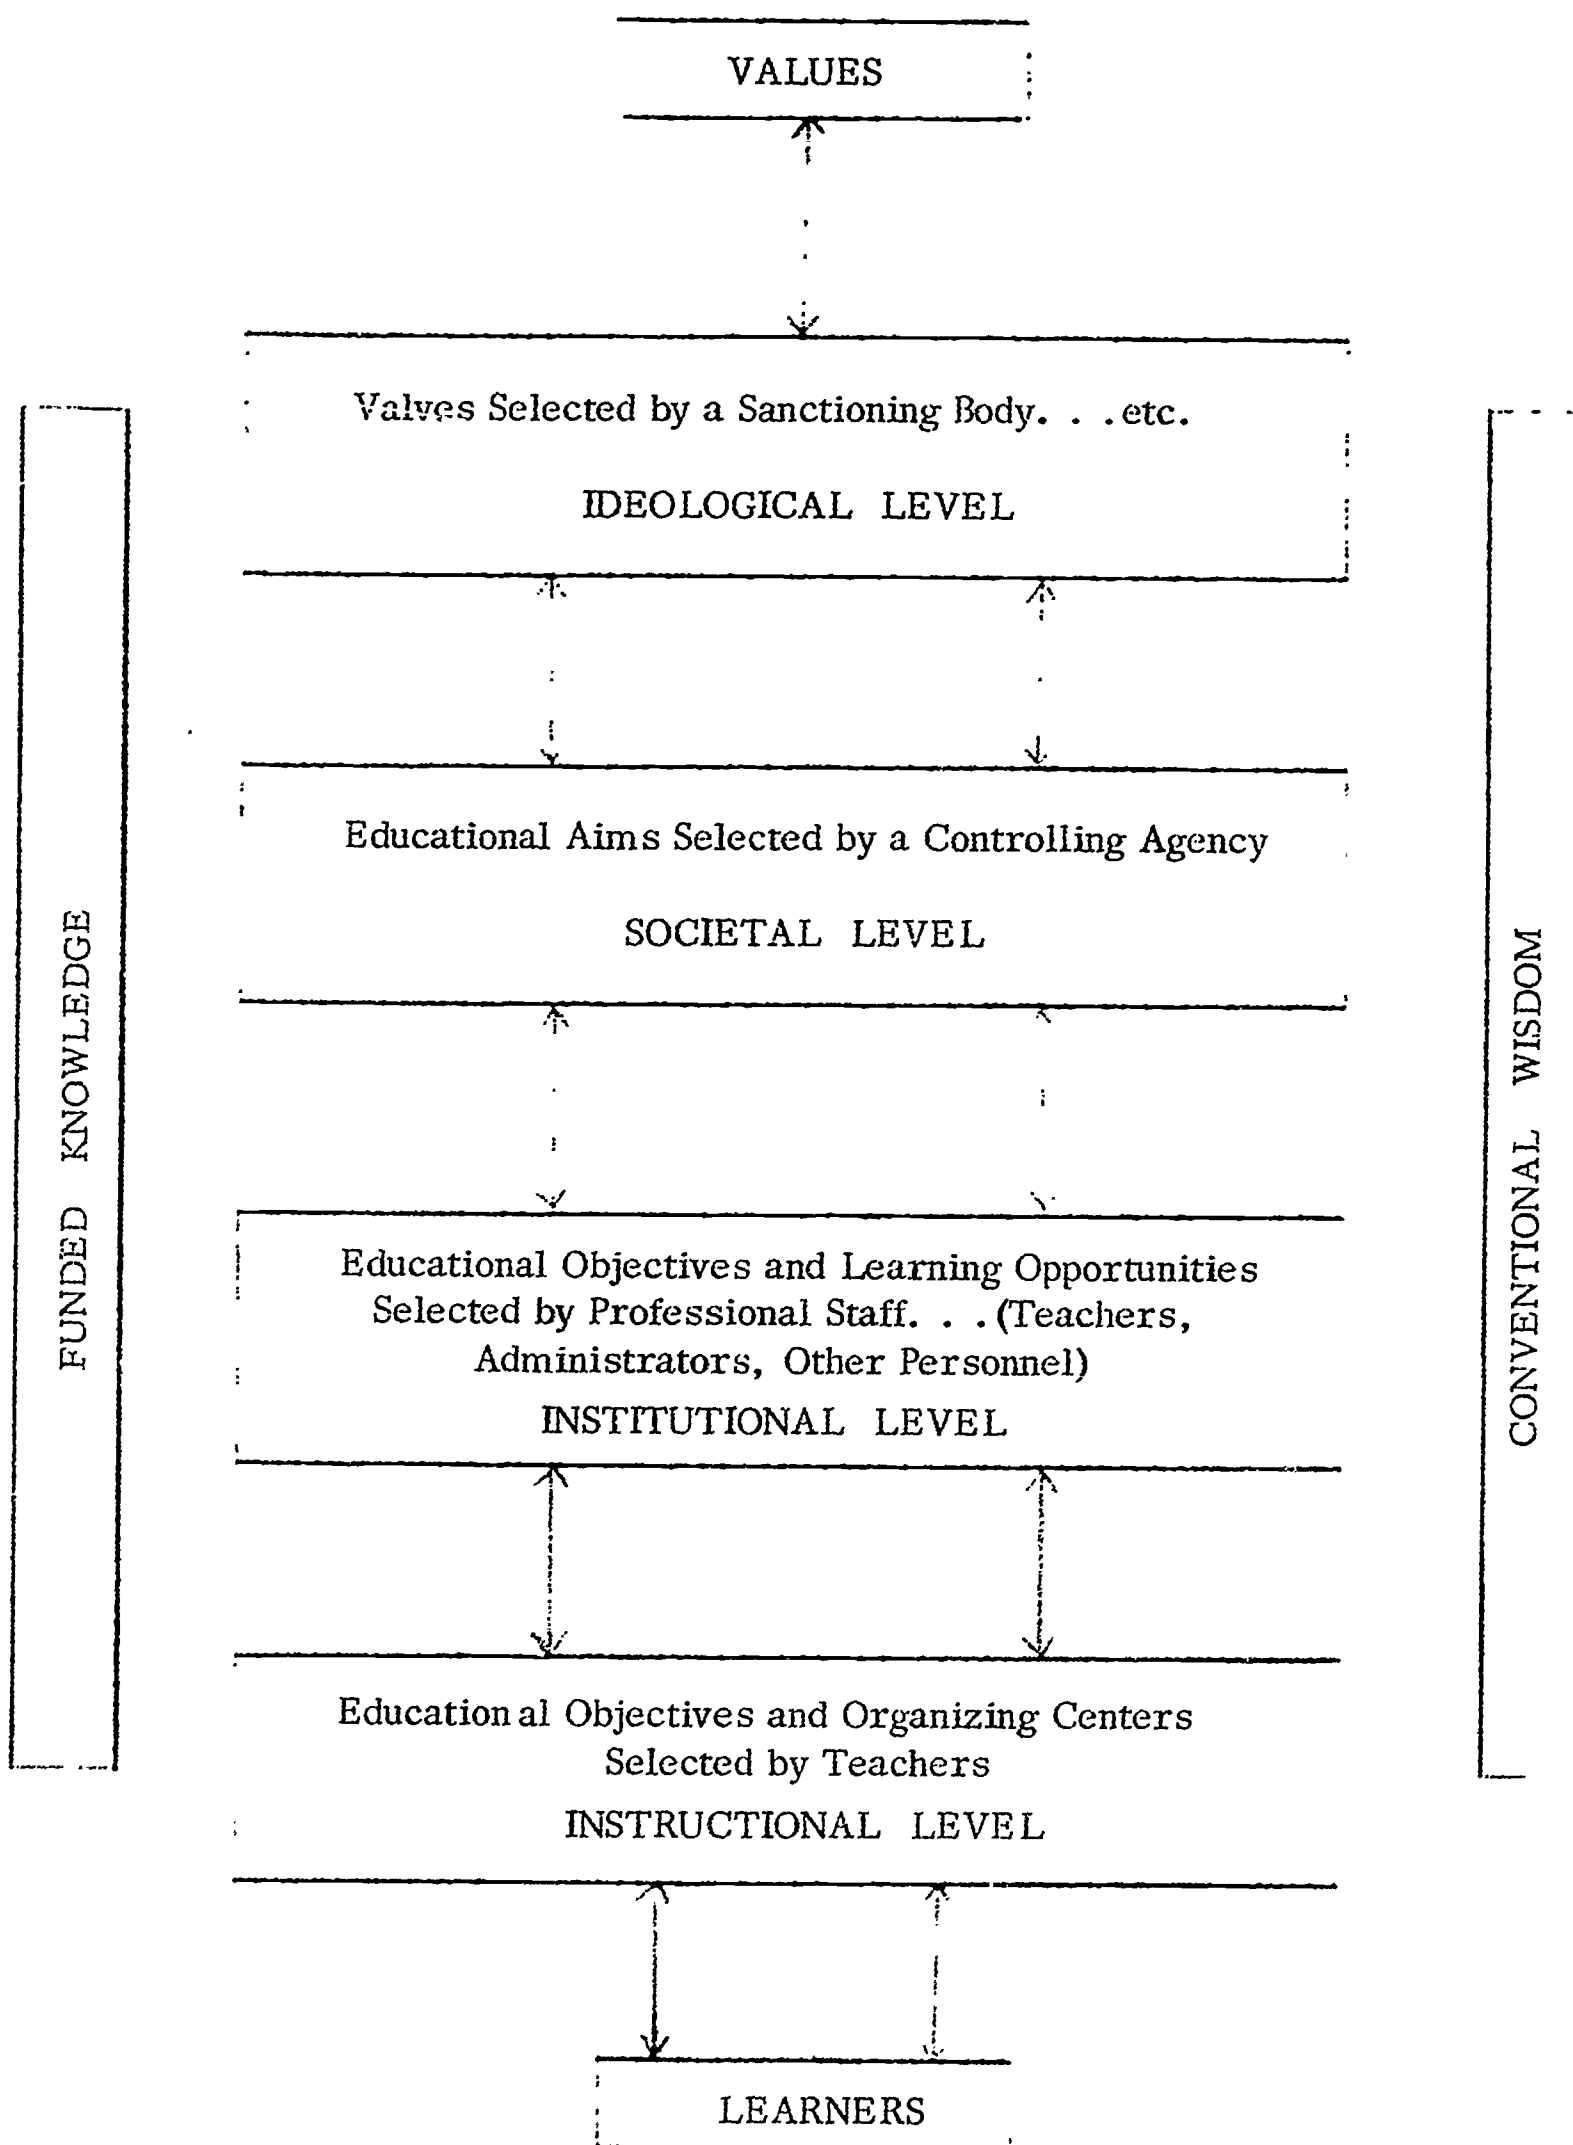 VALUES
Valves Selected by a Sanctioning Body. . .etc.
IDEOLOGICAL LEVEL
Educational Aims Selected by a Controlling Agency
SOCIETAL LEVEL
FUNDED KNOWLEDGE
CONVENTIONAL WISDOM
Educational Objectives and Learning Opportunities
Selected by Professional Staff. . .(Teachers,
Administrators, Other Personnel)
INSTITUTIONAL LEVEL
Educational Objectives and Organizing Centers
Selected by Teachers
INSTRUCTIONAL LEVEL
LEARNERS